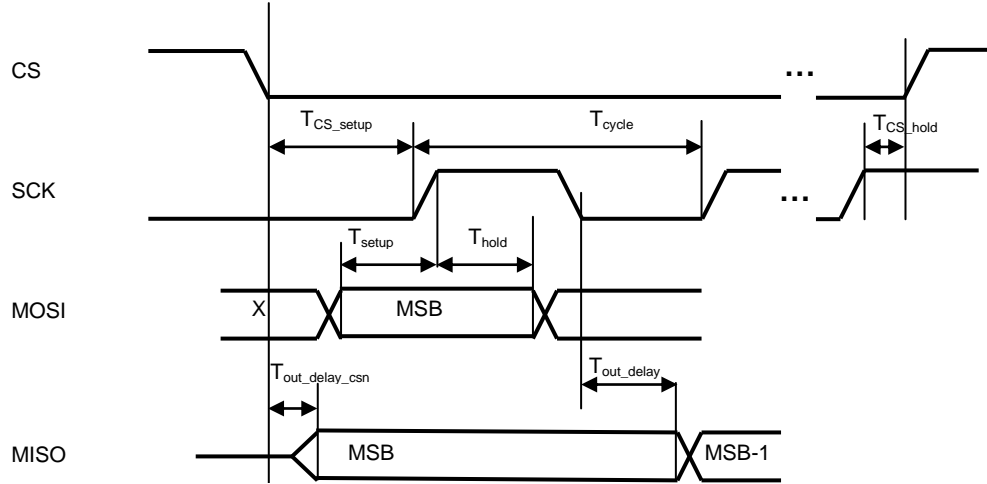 CS
...
T_CS_setup
T_cycle
T_CS_hold
SCK
...
T_setup
T_hold
MOSI
X
MSB
T_out_delay_csn
T_out_delay
MISO
MSB
MSB-1